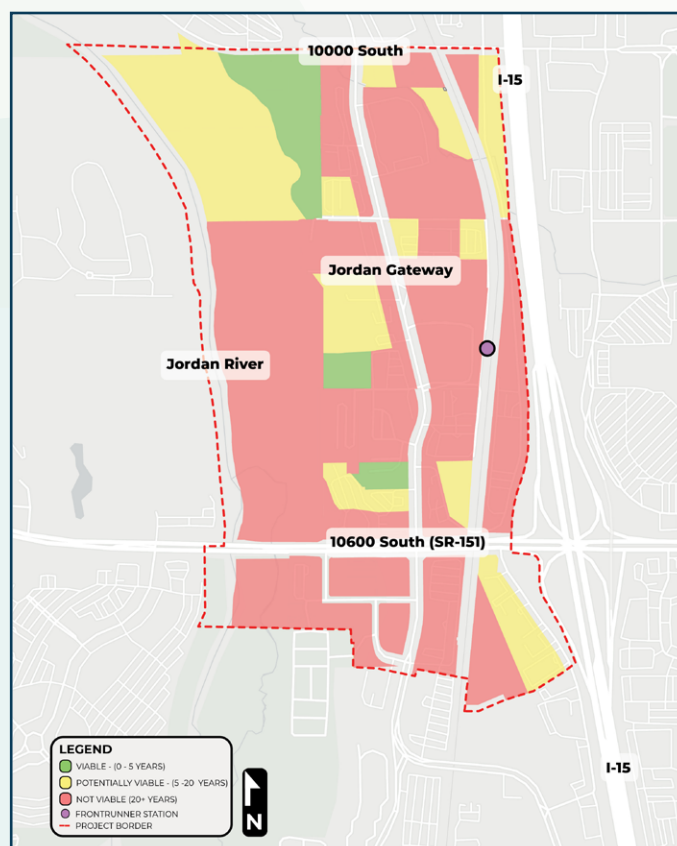 10000 South
I-15
Jordan Gateway
Jordan River
10600 South (SR-151)
I-15
LEGEND
VIABLE - (0 - 5 YEARS)
POTENTIALLY VIABLE - (5 -20 YEARS)
NOT VIABLE (20+ YEARS)
FRONTRUNNER STATION
PROJECT BORDER
N